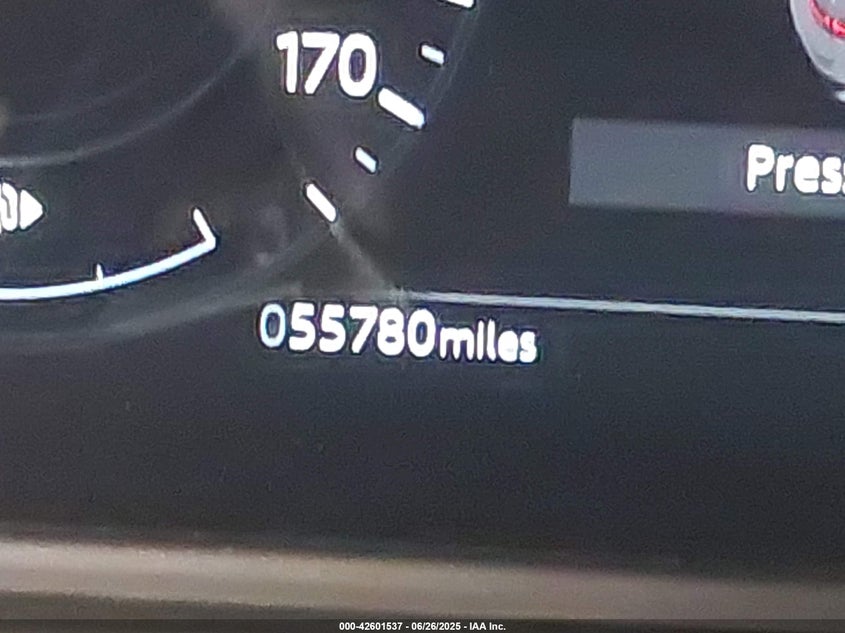 170
Press
055780miles
000-42601537 - 06/26/2025 - IAA Inc.